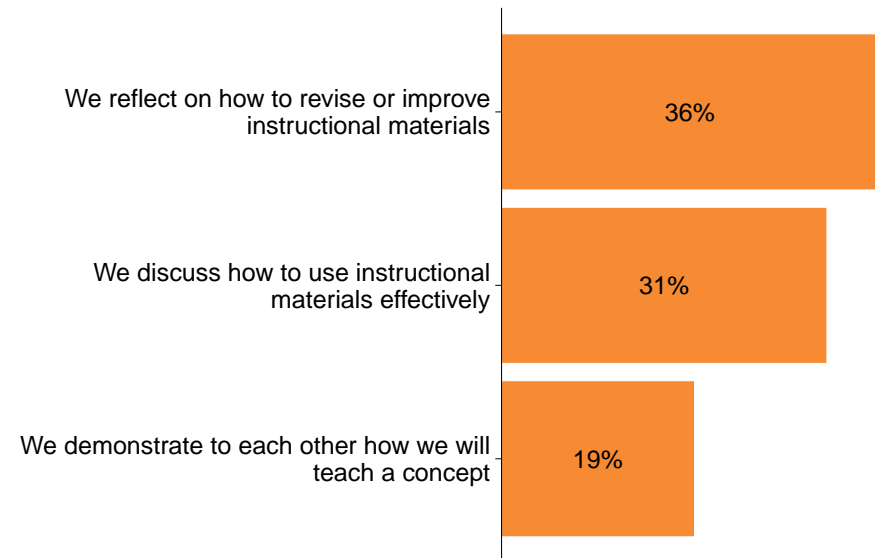 We reflect on how to revise or improve
instructional materials
36%
We discuss how to use instructional
materials effectively
31%
We demonstrate to each other how we will
teach a concept
19%